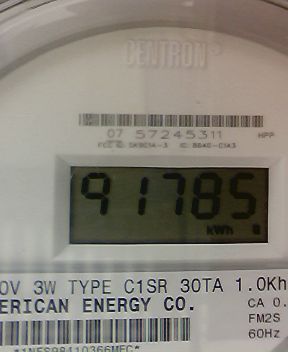 CENTRON®
07 57245311 HPP
91785
kWh
0V 3W TYPE C1SR 30TA 1.0Kh
ERICAN ENERGY CO. CA 0.
FM2S
60Hz